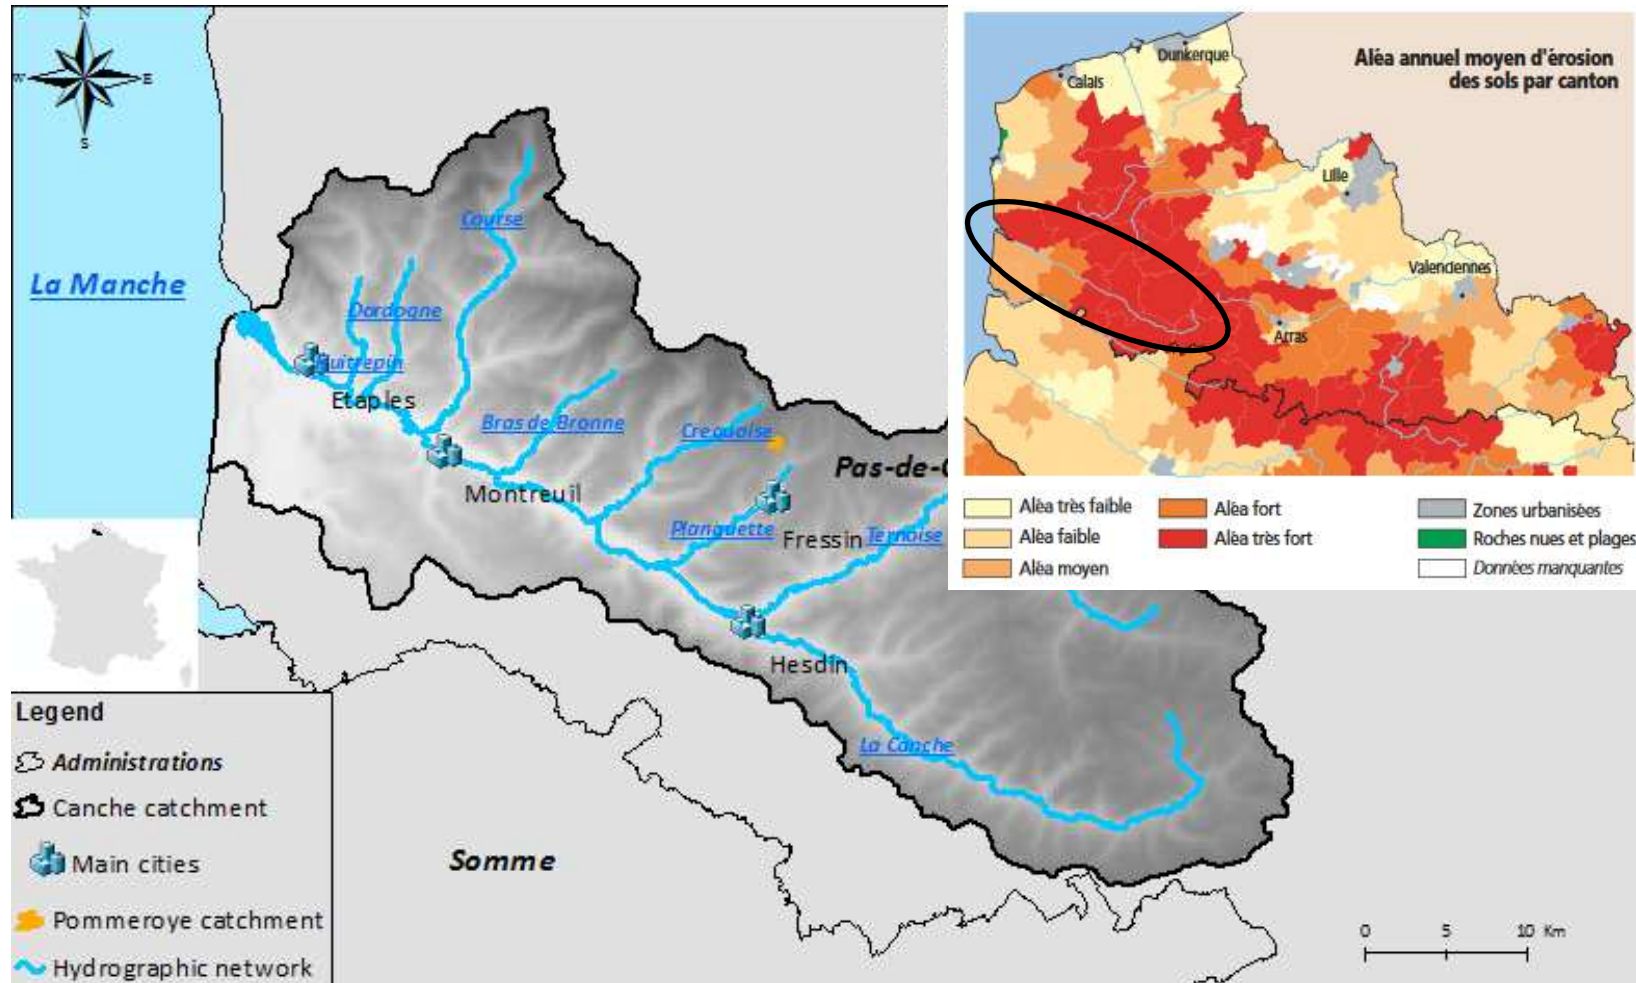 N
W
E
S
La Manche
Course
Dordogne
Huitrepin
Etaples
Bras de Bronne
Créquoise
Montreuil
Pas-de-C
Planquette
Fressin
Ternoise
Hesdin
La Canche
Somme
Legend
Administrations
Canche catchment
Main cities
Pommeroye catchment
Hydrographic network
0 5 10 Km
Aléa annuel moyen d'érosion
des sols par canton
Dunkerque
Calais
Lille
Valenciennes
Arras
Aléa très faible
Aléa faible
Aléa moyen
Aléa fort
Aléa très fort
Zones urbanisées
Roches nues et plages
Données manquantes